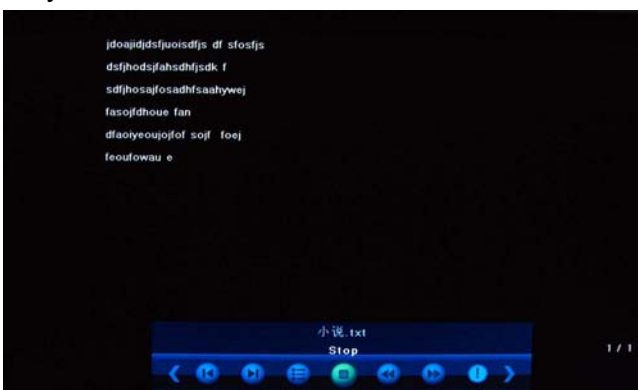 jdoajidjdsfjuoisdfjs df sfosfjs
dsfjhodsjfahsdhfjsdk f
sdfjhosajfosadhfsaahywej
fasojfdhoue fan
dfaoiyeoujojfof sojf foej
feoufowau e
小说.txt
Stop
1 / 1